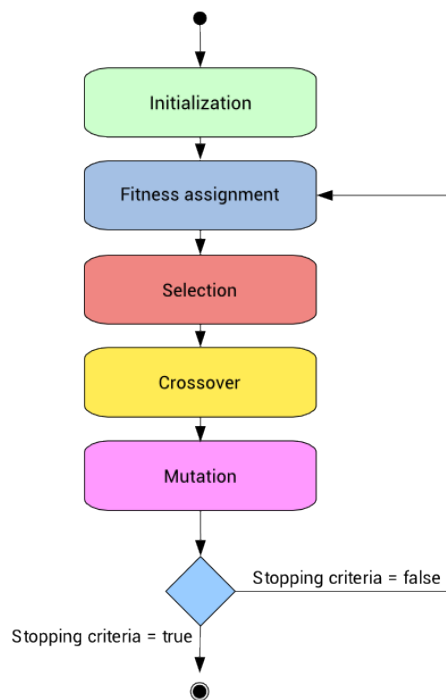 Initialization
Fitness assignment
Selection
Crossover
Mutation
Stopping criteria = false
Stopping criteria = true